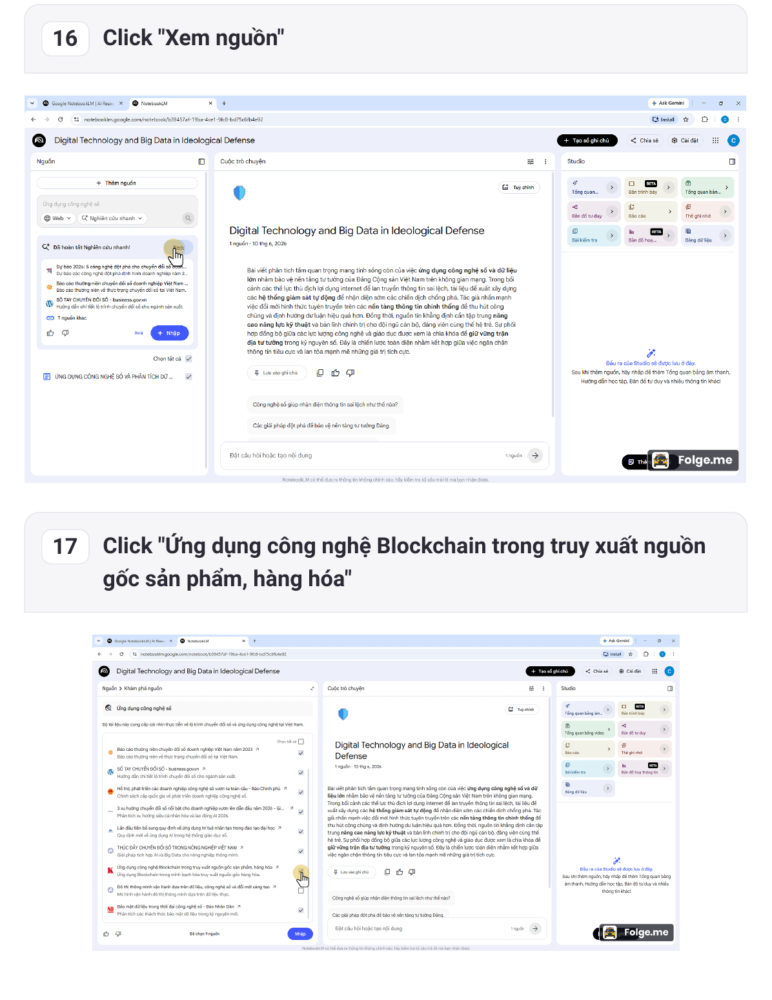 16 Click "Xem nguồn"
Google NotebookLM | AI Resea
NotebookLM
Ask Gemini
notebooklm.google.com/notebook/b39457af-19ba-4ce1-9fc8-bd75c6fb4e92
Install
Digital Technology and Big Data in Ideological Defense
Tạo sổ ghi chú
Chia sẻ
Cài đặt
C
Nguồn
Cuộc trò chuyện
Studio
Thêm nguồn
Ứng dụng công nghệ số
Web
Nghiên cứu nhanh
Đã hoàn tất Nghiên cứu nhanh!
Xem
Dự báo 2026: 5 công nghệ đột phá cho chuyển đổi số doan...
Dự báo các công nghệ đột phá định hình doanh nghiệp năm 2...
Báo cáo thường niên chuyển đổi số doanh nghiệp Việt Nam ...
Báo cáo thường niên về thực trạng chuyển đổi số tại Việt Nam.
SỔ TAY CHUYỂN ĐỔI SỐ - business.gov.vn
Hướng dẫn chi tiết lộ trình chuyển đổi số cho ngành sản xuất.
7 nguồn khác
Xoá
Nhập
Chọn tất cả
ỨNG DỤNG CÔNG NGHỆ SỐ VÀ PHÂN TÍCH DỮ ...
Tuỳ chỉnh
Digital Technology and Big Data in Ideological Defense
1 nguồn · 10 thg 6, 2026
Bài viết phân tích tầm quan trọng mang tính sống còn của việc ứng dụng công nghệ số và dữ liệu
lớn nhằm bảo vệ nền tảng tư tưởng của Đảng Cộng sản Việt Nam trên không gian mạng. Trong bối
cảnh các thế lực thù địch lợi dụng internet để lan truyền thông tin sai lệch, tài liệu đề xuất xây dựng
các hệ thống giám sát tự động để nhận diện sớm các chiến dịch chống phá. Tác giả nhấn mạnh
việc đổi mới hình thức tuyên truyền trên các nền tảng thông tin chính thống để thu hút công
chúng và định hướng dư luận hiệu quả hơn. Đồng thời, nguồn tin khẳng định cần tập trung nâng
cao năng lực kỹ thuật và bản lĩnh chính trị cho đội ngũ cán bộ, đảng viên cùng thế hệ trẻ. Sự phối
hợp đồng bộ giữa các lực lượng công nghệ và giáo dục được xem là chìa khóa để giữ vững trận
địa tư tưởng trong kỷ nguyên số. Đây là chiến lược toàn diện nhằm kết hợp giữa việc ngăn chặn
thông tin tiêu cực và lan tỏa mạnh mẽ những giá trị tích cực.
Lưu vào ghi chú
Công nghệ số giúp nhận diện thông tin sai lệch như thế nào?
Các giải pháp đột phá để bảo vệ nền tảng tư tưởng Đảng.
Đặt câu hỏi hoặc tạo nội dung
1 nguồn
NotebookLM có thể đưa ra thông tin không chính xác; hãy kiểm tra kỹ câu trả lời mà bạn nhận được.
Tổng quan...
BETA
Bản trình bày
Tổng quan bằn...
Bản đồ tư duy
Báo cáo
Thẻ ghi nhớ
Bài kiểm tra
BETA
Bản đồ hoạ...
Bảng dữ liệu
Đầu ra của Studio sẽ được lưu ở đây.
Sau khi thêm nguồn, hãy nhấp để thêm Tổng quan bằng âm thanh,
Hướng dẫn học tập, Bản đồ tư duy và nhiều thông tin khác!
Thê
Folge.me
17 Click "Ứng dụng công nghệ Blockchain trong truy xuất nguồn
gốc sản phẩm, hàng hóa"
Google NotebookLM | AI Resea
NotebookLM
Ask Gemini
notebooklm.google.com/notebook/b39457af-19ba-4ce1-9fc8-bd75c6fb4e92
Install
Digital Technology and Big Data in Ideological Defense
Tạo sổ ghi chú
Chia sẻ
Cài đặt
C
Nguồn > Khám phá nguồn
Cuộc trò chuyện
Studio
Ứng dụng công nghệ số
Bộ tài liệu này cung cấp cái nhìn thực tiễn về lộ trình chuyển đổi số và ứng dụng công nghệ tại Việt Nam.
Chọn tất cả
Báo cáo thường niên chuyển đổi số doanh nghiệp Việt Nam năm 2023
Báo cáo thường niên về thực trạng chuyển đổi số tại Việt Nam.
SỔ TAY CHUYỂN ĐỔI SỐ - business.gov.vn
Hướng dẫn chi tiết lộ trình chuyển đổi số cho ngành sản xuất.
Hỗ trợ, phát triển các doanh nghiệp công nghệ số vươn ra toàn cầu - Báo Chính phủ
Chính sách cấp quốc gia về phát triển doanh nghiệp công nghệ số.
3 xu hướng chuyển đổi số nổi bật cho doanh nghiệp vươn lên dẫn đầu năm 2026 - Gi...
Phân tích xu hướng siêu cá nhân hóa và lao động AI 2026.
Lần đầu tiên bổ sung quy định về ứng dụng trí tuệ nhân tạo trong đào tạo đại học
Quy định mới về ứng dụng AI trong hệ thống giáo dục số.
THÚC ĐẨY CHUYỂN ĐỔI SỐ TRONG NÔNG NGHIỆP VIỆT NAM
Giải pháp tích hợp AI và Big Data cho nông nghiệp thông minh.
Ứng dụng công nghệ Blockchain trong truy xuất nguồn gốc sản phẩm, hàng hóa
Ứng dụng Blockchain trong minh bạch hóa truy xuất nguồn gốc hàng hóa.
Đô thị thông minh vận hành dựa trên dữ liệu, công nghệ số và đổi mới sáng tạo
Mô hình vận hành đô thị thông minh dựa trên dữ liệu thực.
Bảo mật dữ liệu trong thời đại công nghệ số - Báo Nhân Dân
Phân tích các thách thức bảo mật dữ liệu trong kỷ nguyên mới.
Đã chọn 9 nguồn
Nhập
Tuỳ chỉnh
Digital Technology and Big Data in Ideological
Defense
1 nguồn · 10 thg 6, 2026
Bài viết phân tích tầm quan trọng mang tính sống còn của việc ứng dụng công nghệ số và dữ
liệu lớn nhằm bảo vệ nền tảng tư tưởng của Đảng Cộng sản Việt Nam trên không gian mạng.
Trong bối cảnh các thế lực thù địch lợi dụng internet để lan truyền thông tin sai lệch, tài liệu đề
xuất xây dựng các hệ thống giám sát tự động để nhận diện sớm các chiến dịch chống phá. Tác
giả nhấn mạnh việc đổi mới hình thức tuyên truyền trên các nền tảng thông tin chính thống để
thu hút công chúng và định hướng dư luận hiệu quả hơn. Đồng thời, nguồn tin khẳng định cần tập
trung nâng cao năng lực kỹ thuật và bản lĩnh chính trị cho đội ngũ cán bộ, đảng viên cùng thế
hệ trẻ. Sự phối hợp đồng bộ giữa các lực lượng công nghệ và giáo dục được xem là chìa khóa để
giữ vững trận địa tư tưởng trong kỷ nguyên số. Đây là chiến lược toàn diện nhằm kết hợp giữa
việc ngăn chặn thông tin tiêu cực và lan tỏa mạnh mẽ những giá trị tích cực.
Lưu vào ghi chú
Công nghệ số giúp nhận diện thông tin sai lệch như thế nào?
Các giải pháp đột phá để bảo vệ nền tảng tư tưởng Đảng.
Đặt câu hỏi hoặc tạo nội dung
1 nguồn
NotebookLM có thể đưa ra thông tin không chính xác; hãy kiểm tra kỹ câu trả lời mà bạn nhận được.
Tổng quan bằng âm...
BETA
Bản trình bày
Tổng quan bằng video
Bản đồ tư duy
Báo cáo
Thẻ ghi nhớ
Bài kiểm tra
BETA
Bản đồ hoạ thông tin
Bảng dữ liệu
Đầu ra của Studio sẽ được lưu ở đây.
Sau khi thêm nguồn, hãy nhấp để thêm Tổng quan bằng
âm thanh, Hướng dẫn học tập, Bản đồ tư duy và nhiều
thông tin khác!
Folge.me